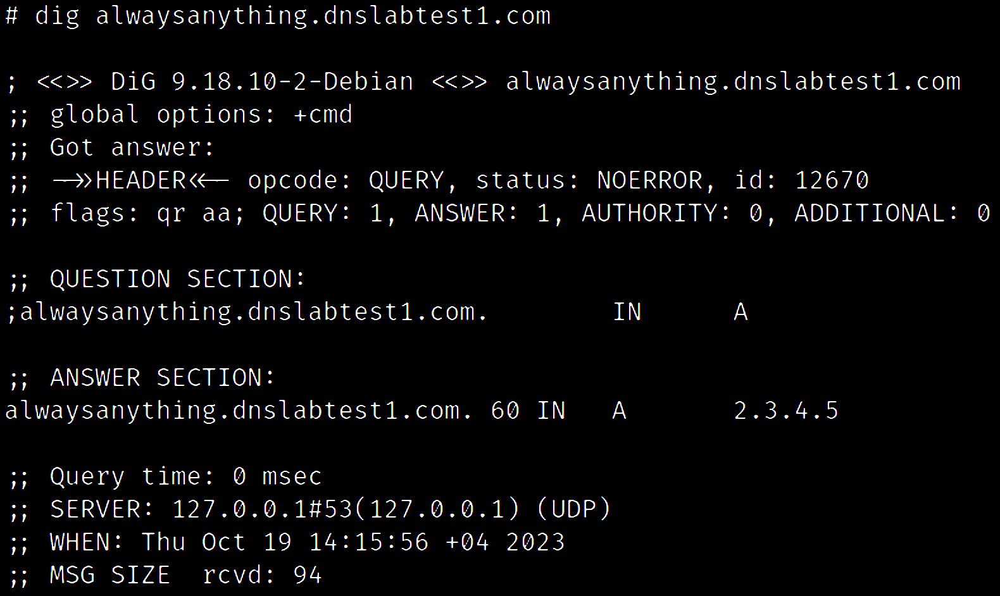 # dig alwaysanything.dnslabtest1.com
; <<>> DiG 9.18.10-2-Debian <<>> alwaysanything.dnslabtest1.com
;; global options: +cmd
;; Got answer:
;; ->>HEADER<<- opcode: QUERY, status: NOERROR, id: 12670
;; flags: qr aa; QUERY: 1, ANSWER: 1, AUTHORITY: 0, ADDITIONAL: 0
;; QUESTION SECTION:
;alwaysanything.dnslabtest1.com. IN A
;; ANSWER SECTION:
alwaysanything.dnslabtest1.com. 60 IN A 2.3.4.5
;; Query time: 0 msec
;; SERVER: 127.0.0.1#53(127.0.0.1) (UDP)
;; WHEN: Thu Oct 19 14:15:56 +04 2023
;; MSG SIZE rcvd: 94